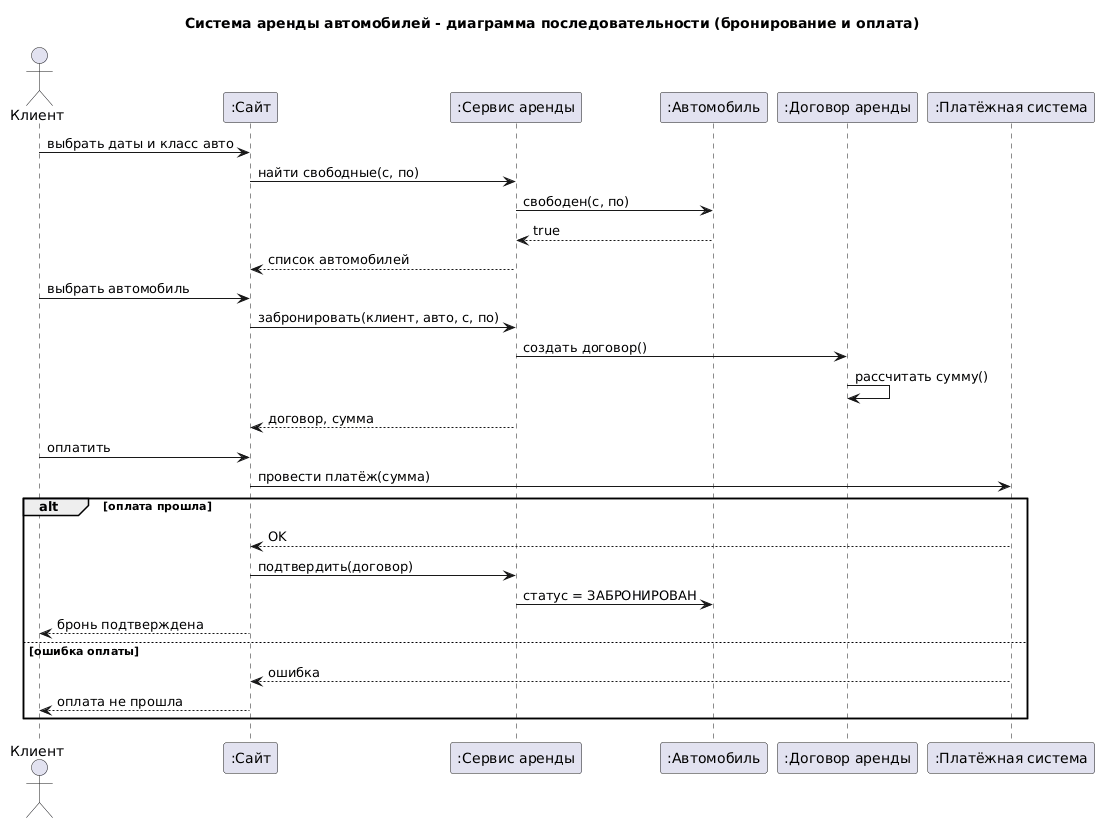 Система аренды автомобилей - диаграмма последовательности (бронирование и оплата)
Клиент
:Сайт
:Сервис аренды
:Автомобиль
:Договор аренды
:Платёжная система
выбрать даты и класс авто
найти свободные(с, по)
свободен(с, по)
true
список автомобилей
выбрать автомобиль
забронировать(клиент, авто, с, по)
создать договор()
рассчитать сумму()
договор, сумма
оплатить
провести платёж(сумма)
alt
[оплата прошла]
OK
подтвердить(договор)
статус = ЗАБРОНИРОВАН
бронь подтверждена
[ошибка оплаты]
ошибка
оплата не прошла
Клиент
:Сайт
:Сервис аренды
:Автомобиль
:Договор аренды
:Платёжная система